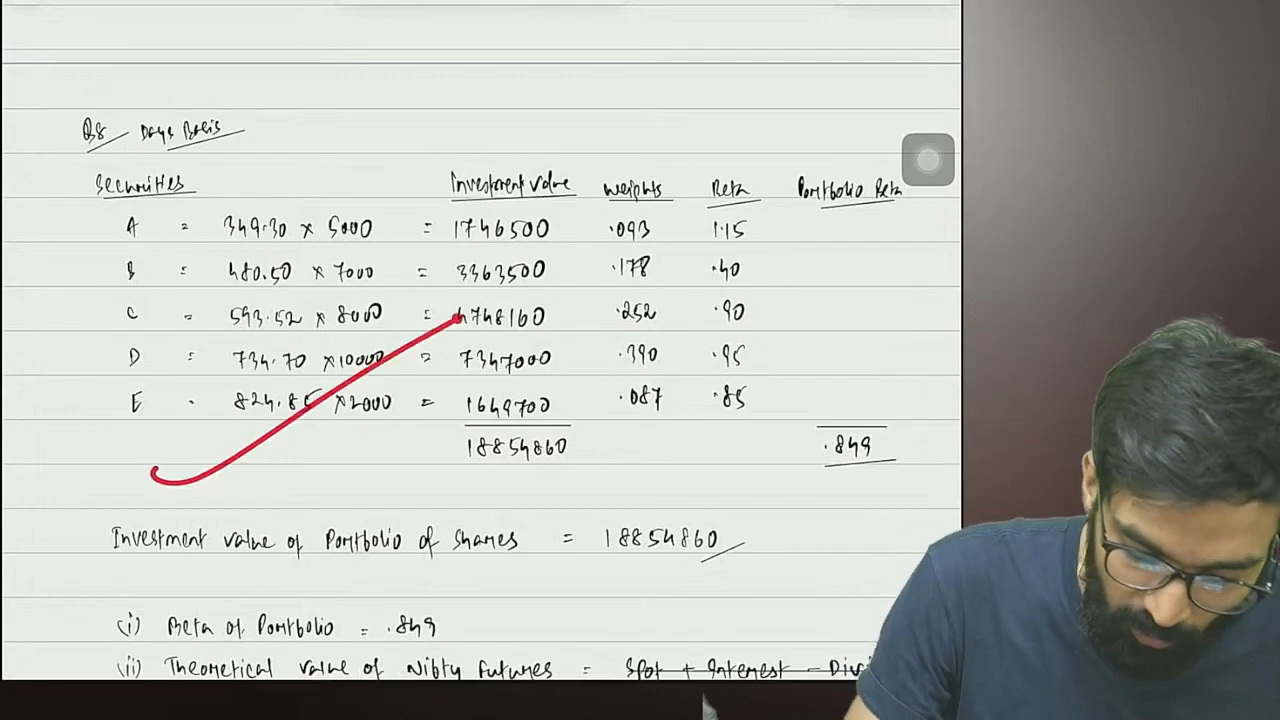 Q8 Days Basis
Securities Investment value weights Beta Portfolio Beta
A = 349.30 x 5000 = 1746500 .093 1.15
B = 480.50 x 7000 = 3363500 .178 .40
C = 593.52 x 8000 = 4748160 .252 .90
D = 734.70 x 10000 = 7347000 .390 .95
E = 824.85 x 2000 = 1649700 .087 .85
18854860 .849
Investment value of Portfolio of shares = 18854860
(i) Beta of Portfolio = .849
(ii) Theoretical value of Nifty Futures = Spot + Interest - Divi